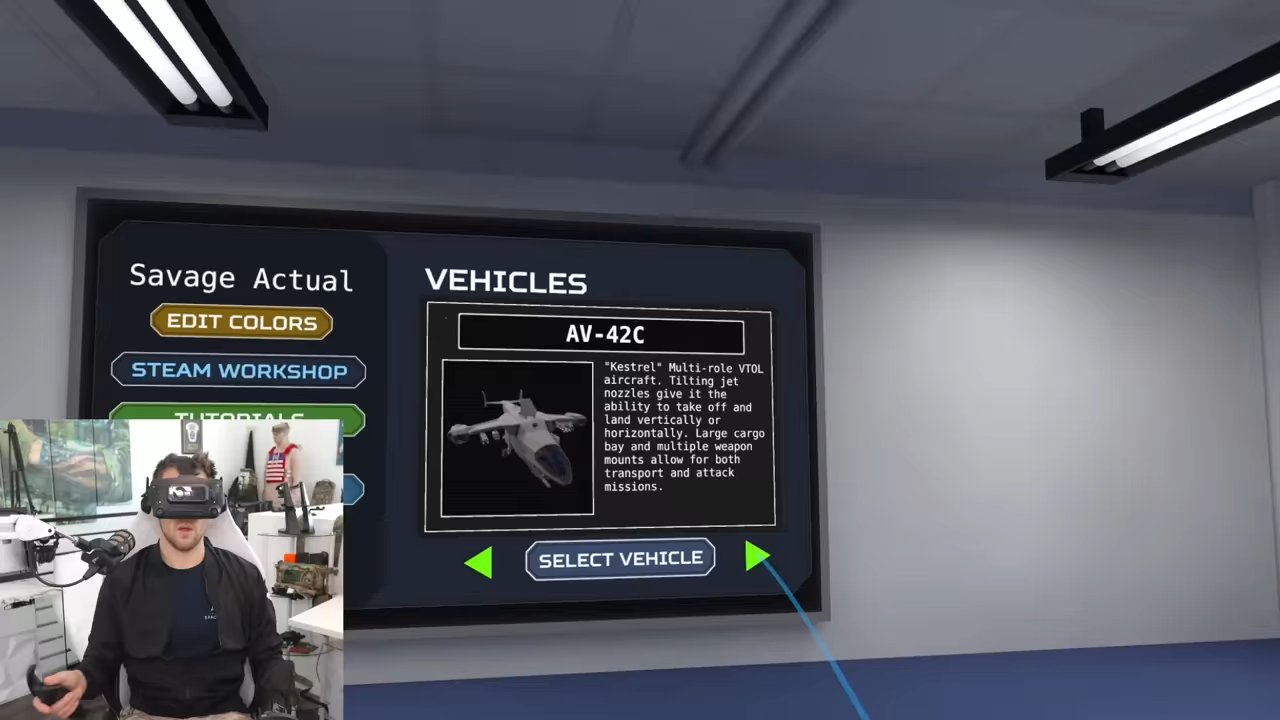 Savage Actual
EDIT COLORS
STEAM WORKSHOP
TUTORIALS
VEHICLES
AV-42C
"Kestrel" Multi-role VTOL
aircraft. Tilting jet
nozzles give it the
ability to take off and
land vertically or
horizontally. Large cargo
bay and multiple weapon
mounts allow for both
transport and attack
missions.
SELECT VEHICLE